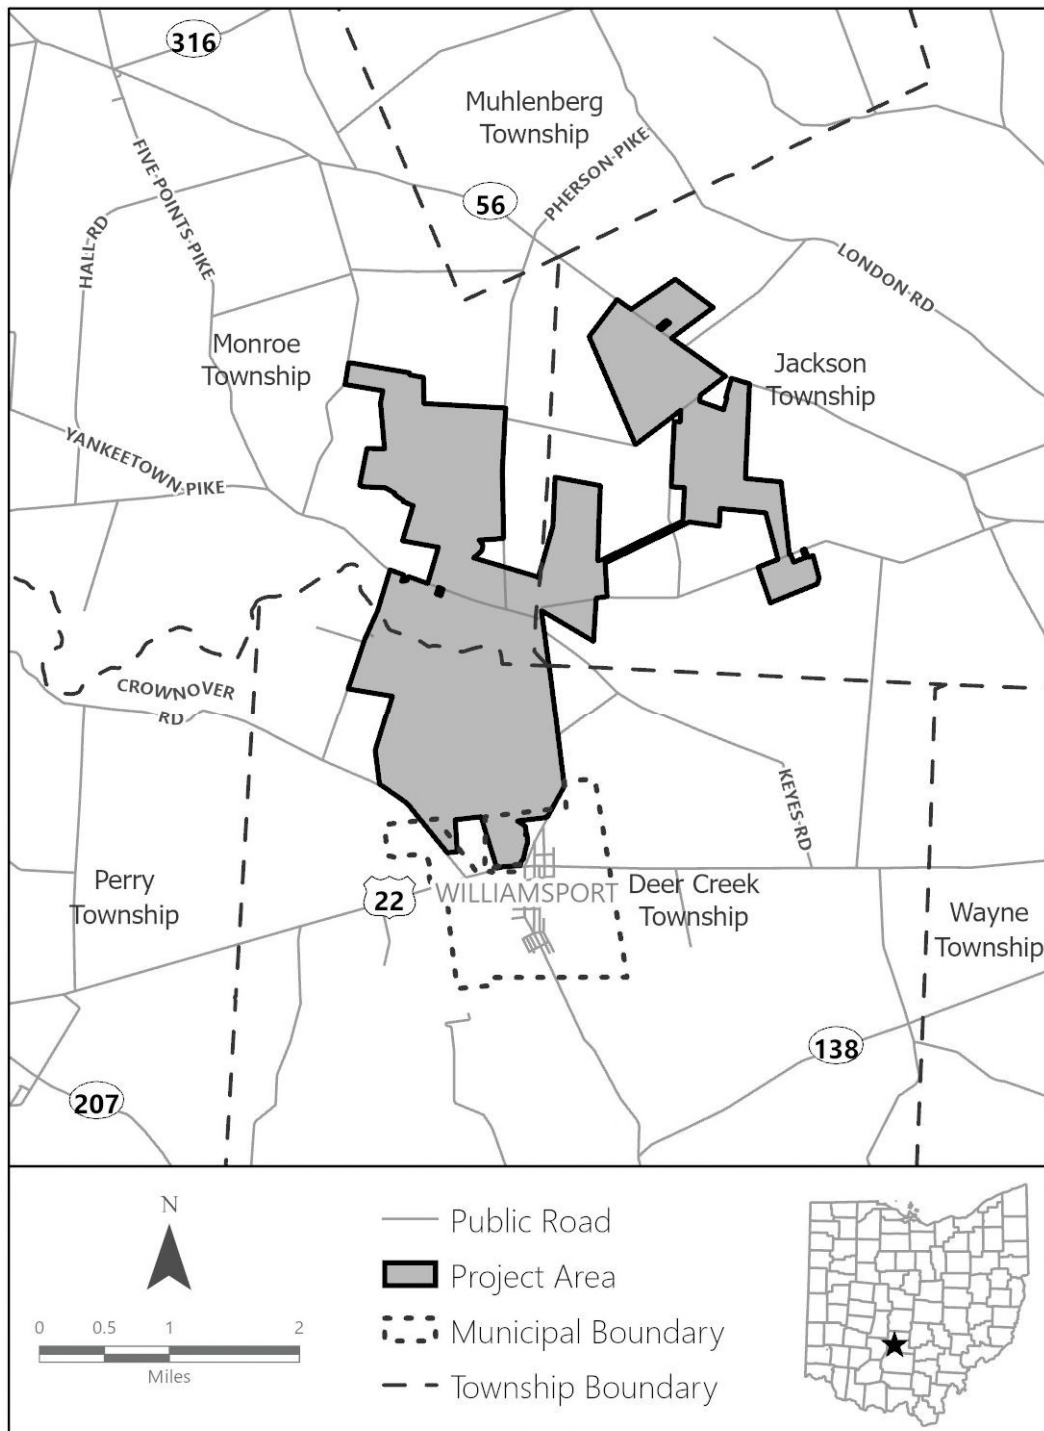 316
Muhlenberg
Township
FIVE-POINTS-PIKE
PHERSON-PIKE
56
HALL-RD
LONDON-RD
Monroe
Township
Jackson
Township
YANKEETOWN-PIKE
CROWNOVER
RD
KEYES-RD
Perry
Township
22
WILLIAMSPORT
Deer Creek
Township
Wayne
Township
138
207
N
0 0.5 1 2
Miles
Public Road
Project Area
Municipal Boundary
Township Boundary